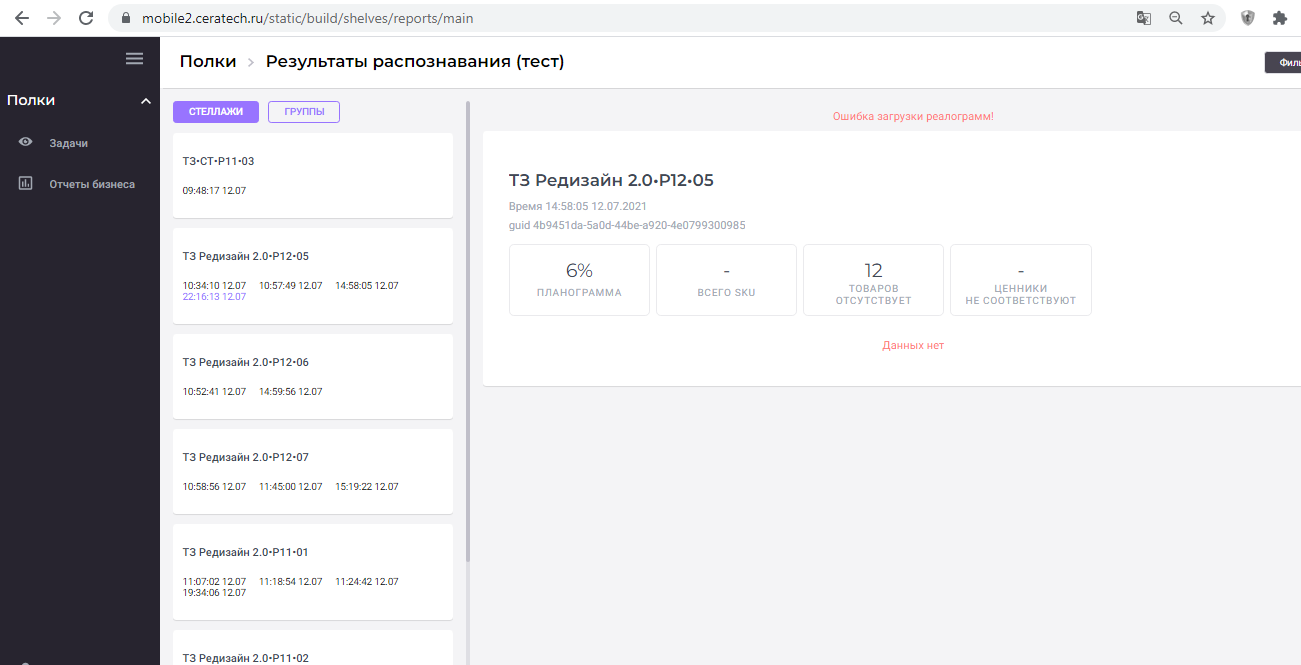 mobile2.ceratech.ru/static/build/shelves/reports/main
Полки > Результаты распознавания (тест)
Полки
Задачи
Отчеты бизнеса
СТЕЛЛАЖИ ГРУППЫ
ТЗ•СТ•Р11•03
09:48:17 12.07
ТЗ Редизайн 2.0•Р12•05
10:34:10 12.07 10:57:49 12.07 14:58:05 12.07
22:16:13 12.07
ТЗ Редизайн 2.0•Р12•06
10:52:41 12.07 14:59:56 12.07
ТЗ Редизайн 2.0•Р12•07
10:58:56 12.07 11:45:00 12.07 15:19:22 12.07
ТЗ Редизайн 2.0•Р11•01
11:07:02 12.07 11:18:54 12.07 11:24:42 12.07
19:34:06 12.07
ТЗ Редизайн 2.0•Р11•02
Ошибка загрузки реалограмм!
ТЗ Редизайн 2.0•Р12•05
Время 14:58:05 12.07.2021
guid 4b9451da-5a0d-44be-a920-4e0799300985
6%
ПЛАНОГРАММА
-
ВСЕГО SKU
12
ТОВАРОВ
ОТСУТСТВУЕТ
-
ЦЕННИКИ
НЕ СООТВЕТСТВУЮТ
Данных нет